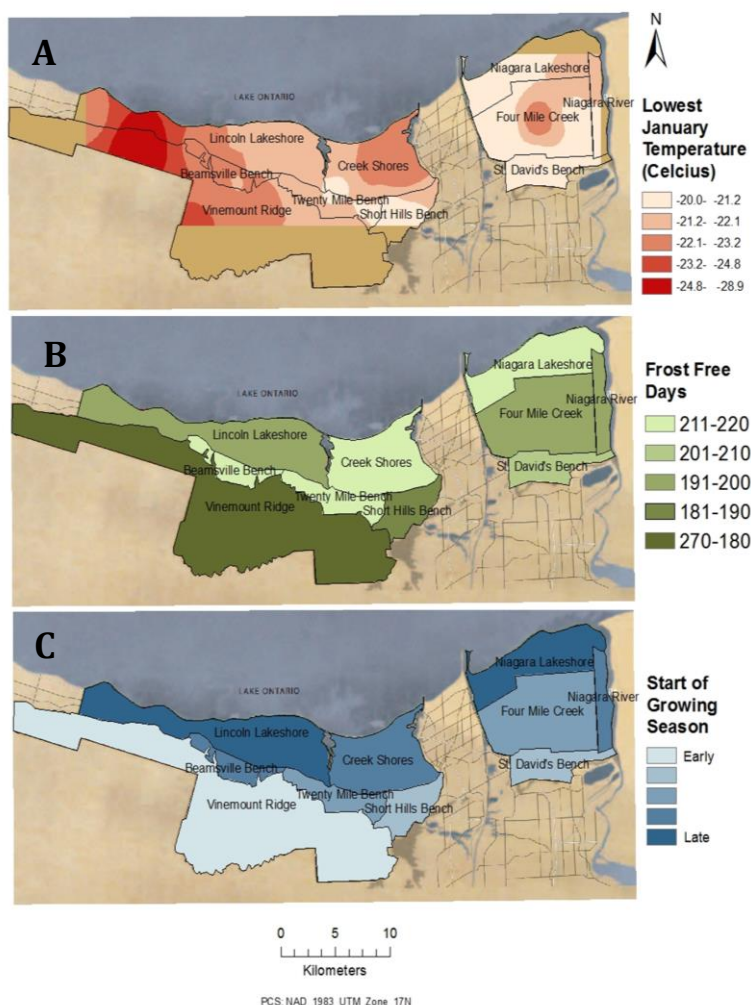 A
N
LAKE ONTARIO
Niagara Lakeshore
Niagara River
Four Mile Creek
Lincoln Lakeshore
Creek Shores
Beamsville Bench
St. David's Bench
Twenty Mile Bench
Vinemount Ridge
Short Hills Bench
Lowest
January
Temperature
(Celcius)
-20.0- -21.2
-21.2- -22.1
-22.1- -23.2
-23.2- -24.8
-24.8- -28.9
B
LAKE ONTARIO
Niagara Lakeshore
Niagara River
Four Mile Creek
Lincoln Lakeshore
Creek Shores
Beamsville Bench
St. David's Bench
Twenty Mile Bench
Vinemount Ridge
Short Hills Bench
Frost Free
Days
211-220
201-210
191-200
181-190
270-180
C
LAKE ONTARIO
Niagara Lakeshore
Niagara River
Four Mile Creek
Lincoln Lakeshore
Creek Shores
Beamsville Bench
St. David's Bench
Twenty Mile Bench
Vinemount Ridge
Short Hills Bench
Start of
Growing
Season
Early
Late
0 5 10
Kilometers
PCS: NAD_1983_UTM_Zone_17N